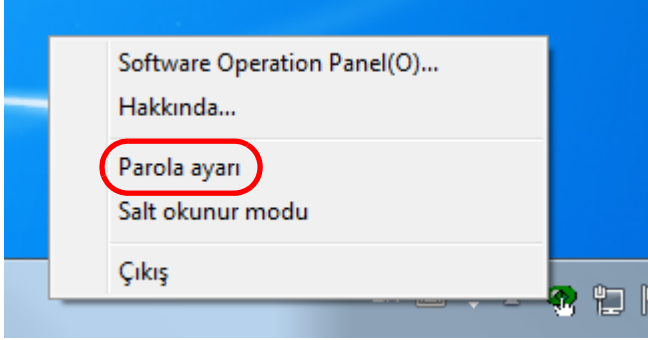 Software Operation Panel(O)...
Hakkında...
Parola ayarı
Salt okunur modu
Çıkış